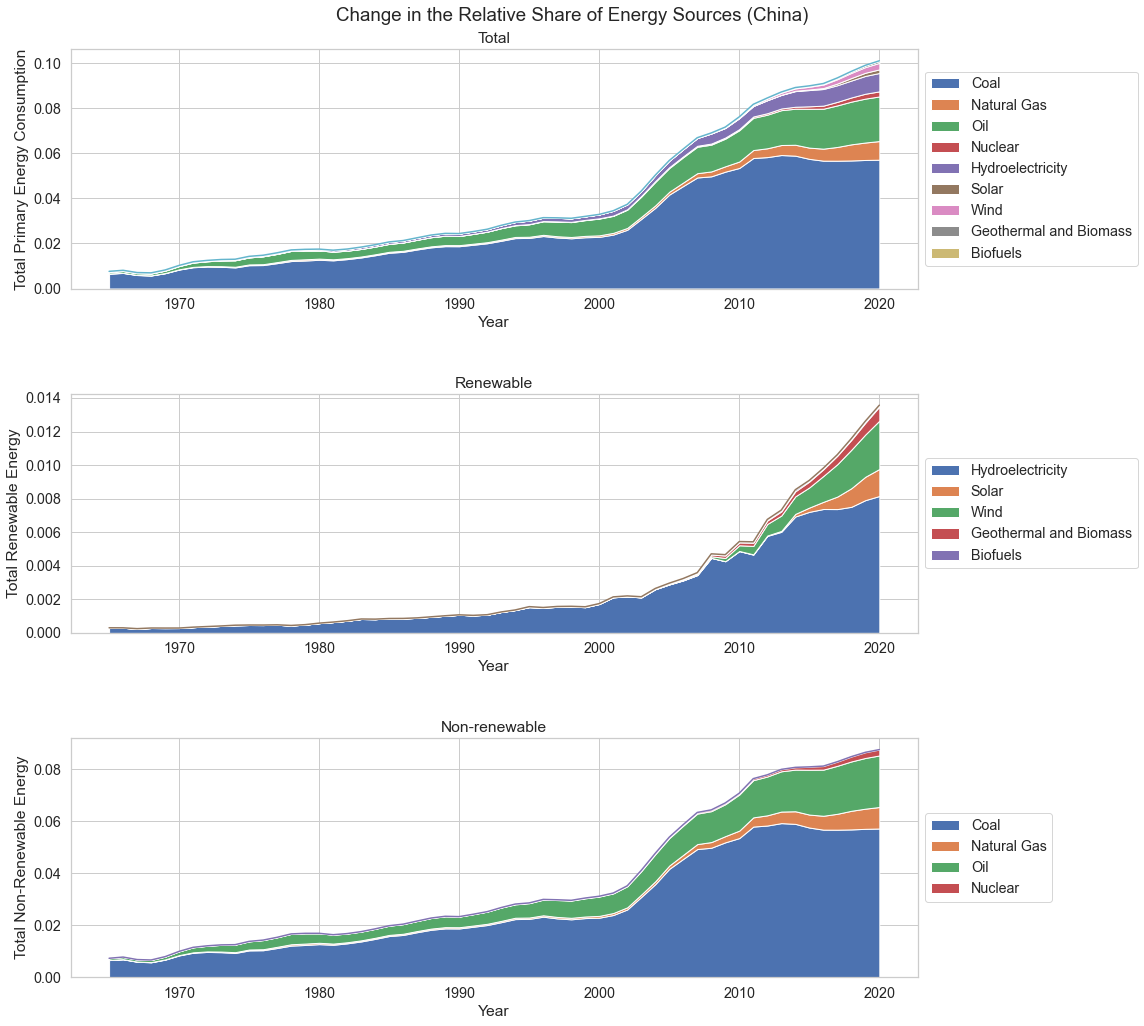 Change in the Relative Share of Energy Sources (China)
Total
Total Primary Energy Consumption
0.10
0.08
0.06
0.04
0.02
0.00
1970 1980 1990 2000 2010 2020
Year
Coal
Natural Gas
Oil
Nuclear
Hydroelectricity
Solar
Wind
Geothermal and Biomass
Biofuels
Renewable
Total Renewable Energy
0.014
0.012
0.010
0.008
0.006
0.004
0.002
0.000
1970 1980 1990 2000 2010 2020
Year
Hydroelectricity
Solar
Wind
Geothermal and Biomass
Biofuels
Non-renewable
Total Non-Renewable Energy
0.08
0.06
0.04
0.02
0.00
1970 1980 1990 2000 2010 2020
Year
Coal
Natural Gas
Oil
Nuclear